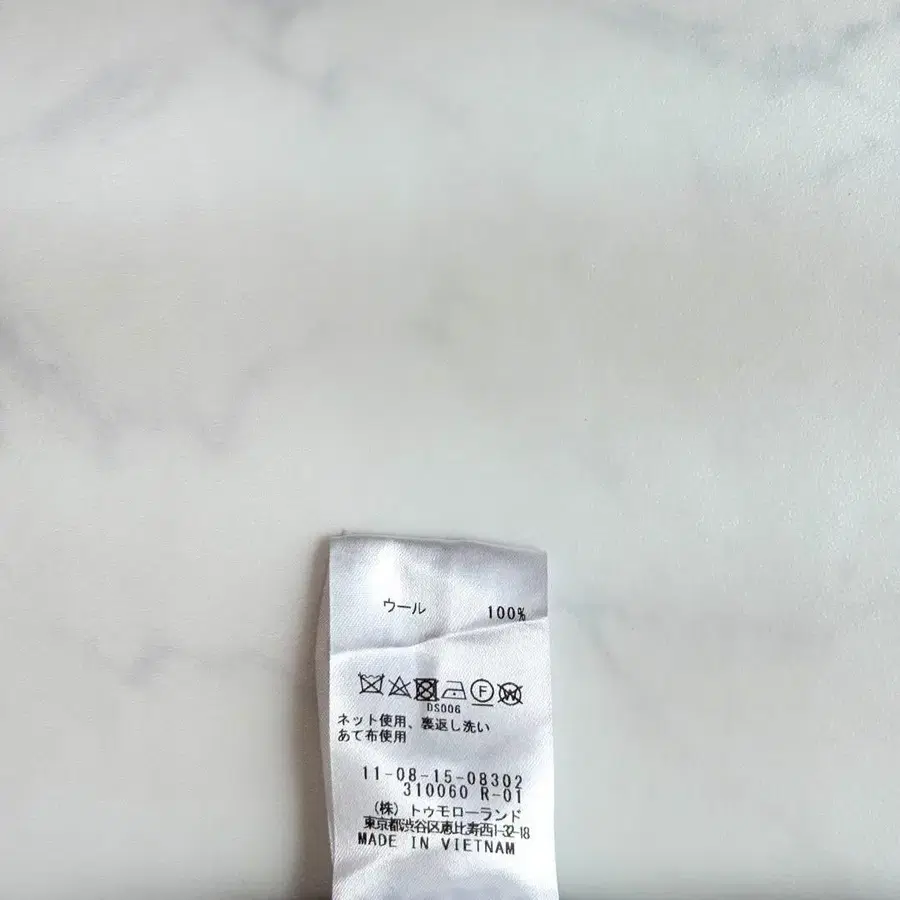 ウール 100%
F W
DS006
ネット使用、裏返し洗い
あて布使用
11-08-15-08302
310060 R-01
(株)トゥモローランド
東京都渋谷区恵比寿西1-32-18
MADE IN VIETNAM